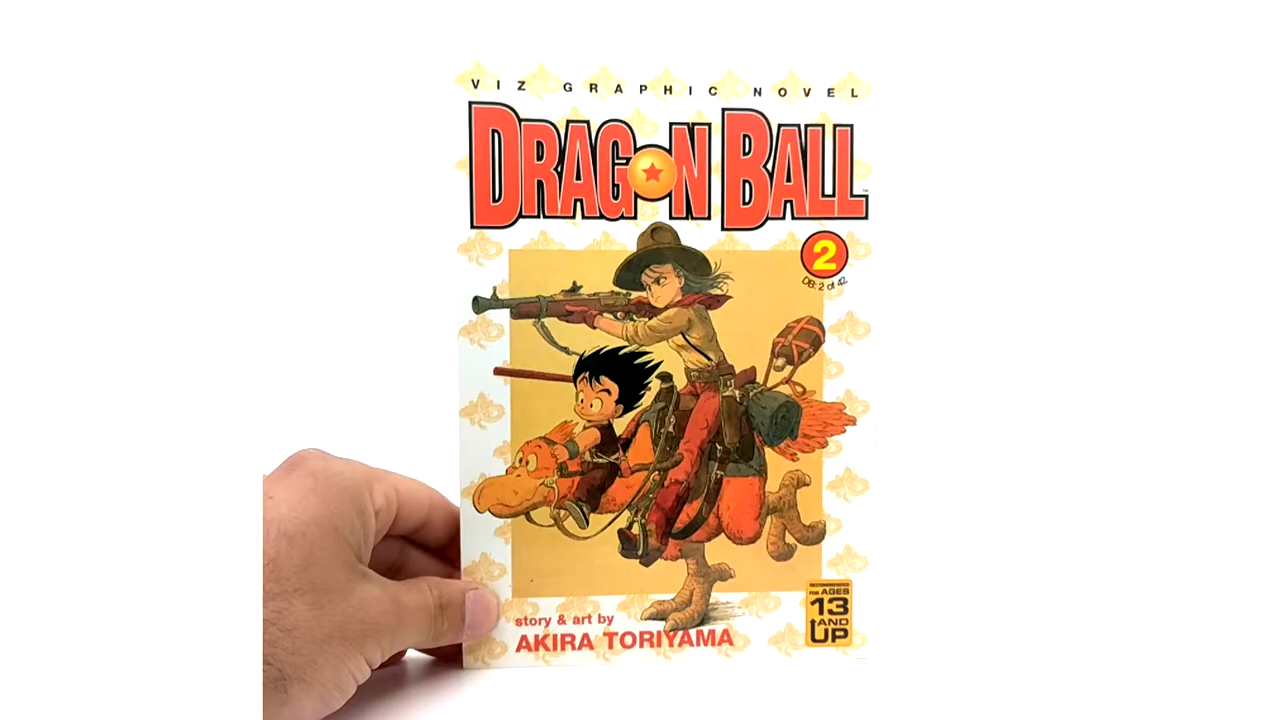 VIZ GRAPHIC NOVEL
DRAGON BALL
TM
2
DB: 2 of 42
story & art by
AKIRA TORIYAMA
RECOMMENDED
FOR AGES
13
AND
UP